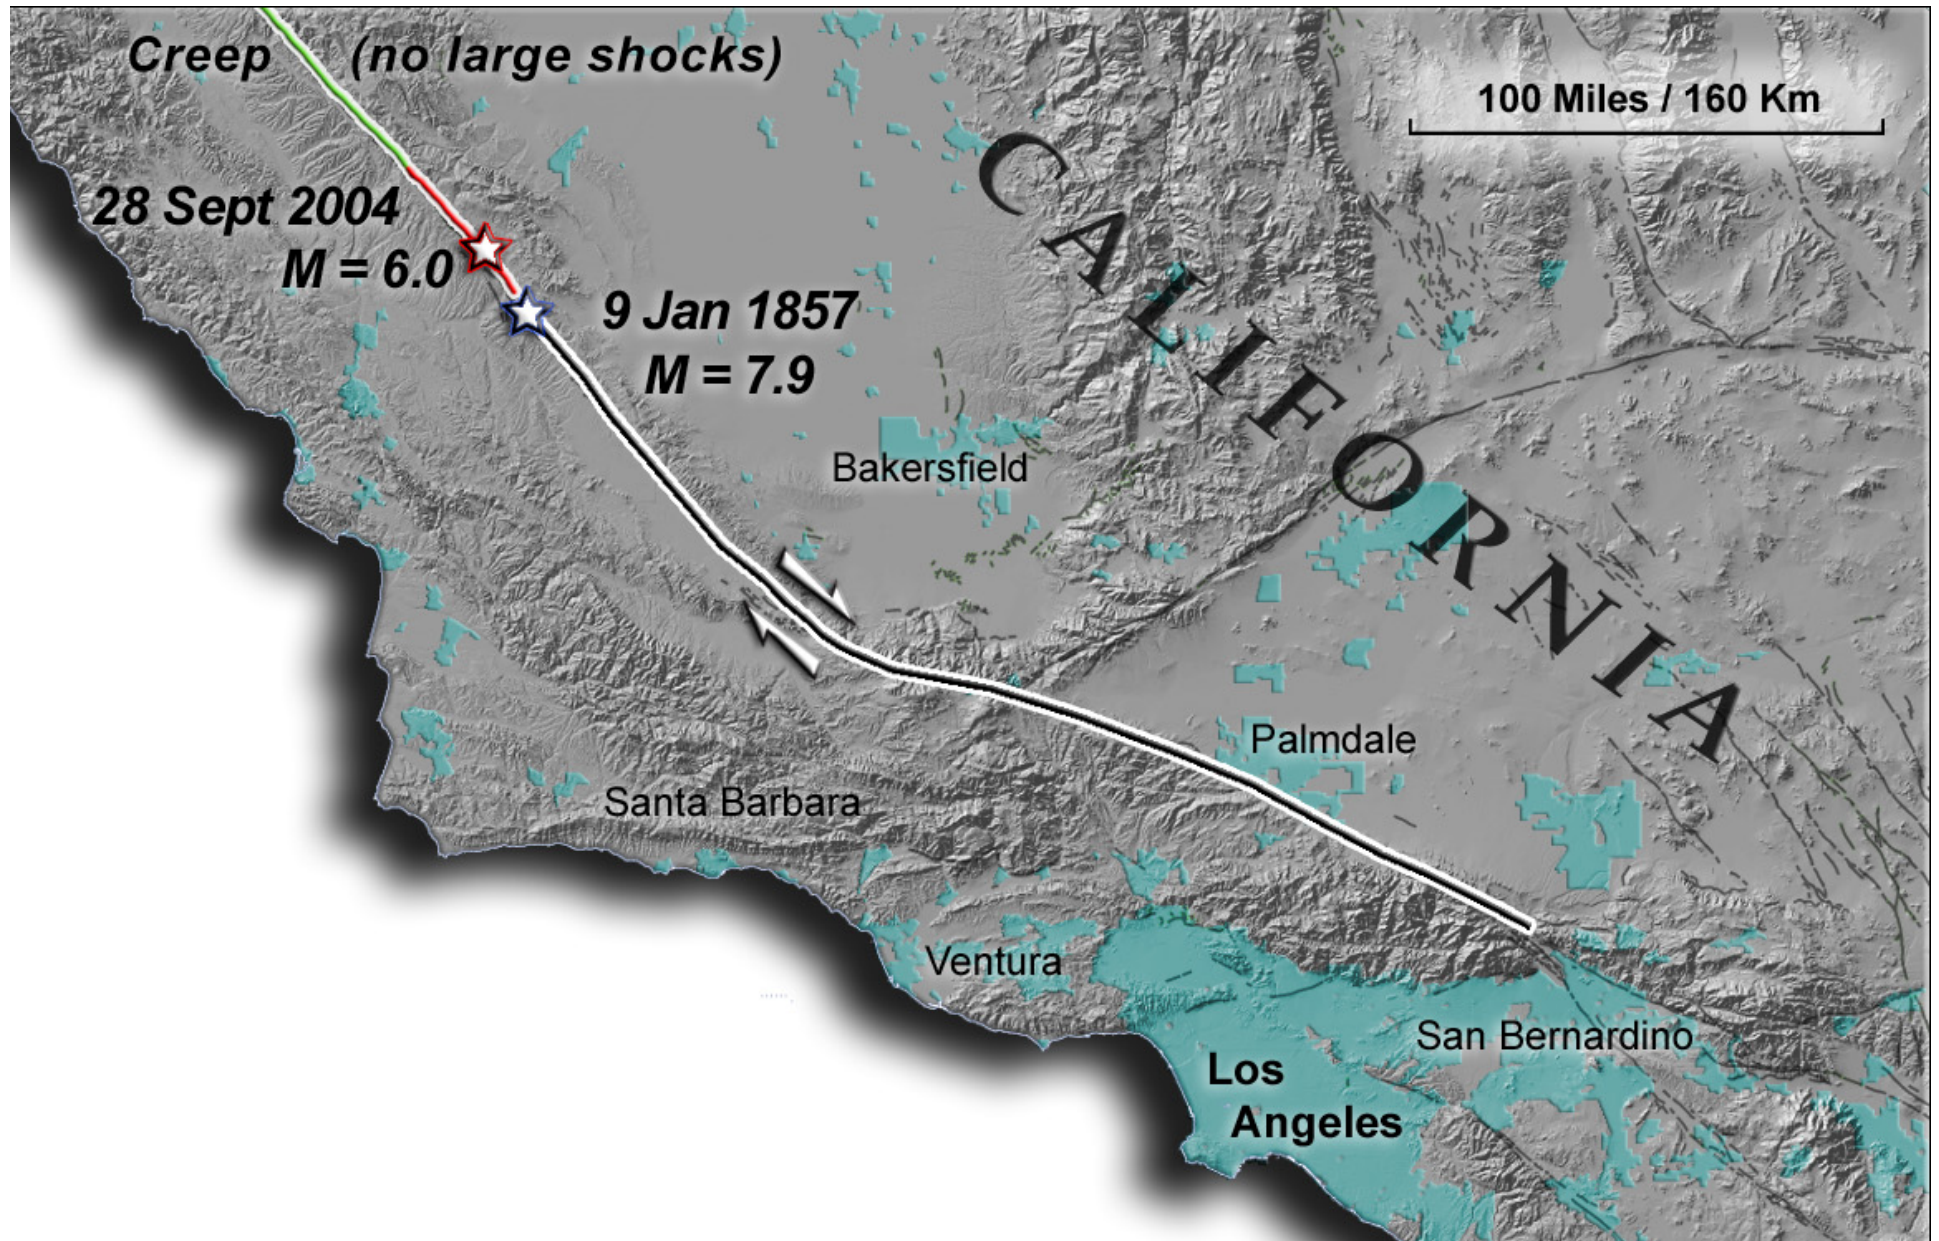 Creep (no large shocks)
100 Miles / 160 Km
28 Sept 2004
M = 6.0
9 Jan 1857
M = 7.9
CALIFORNIA
Bakersfield
Palmdale
Santa Barbara
Ventura
San Bernardino
Los
Angeles